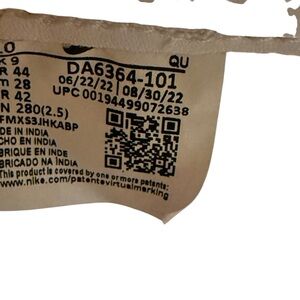 QU
K 9
R 44
m 28
R 42
N 280(2.5)
DA6364-101
06/22/22 | 08/30/22
UPC 00194499072638
FMXS3JHKABP
DE IN INDIA
CHO EN INDIA
BRIQUE EN INDE
BRICADO NA ÍNDIA
This product is covered by one or more patents;
www.nike.com/patentsvirtualmarking